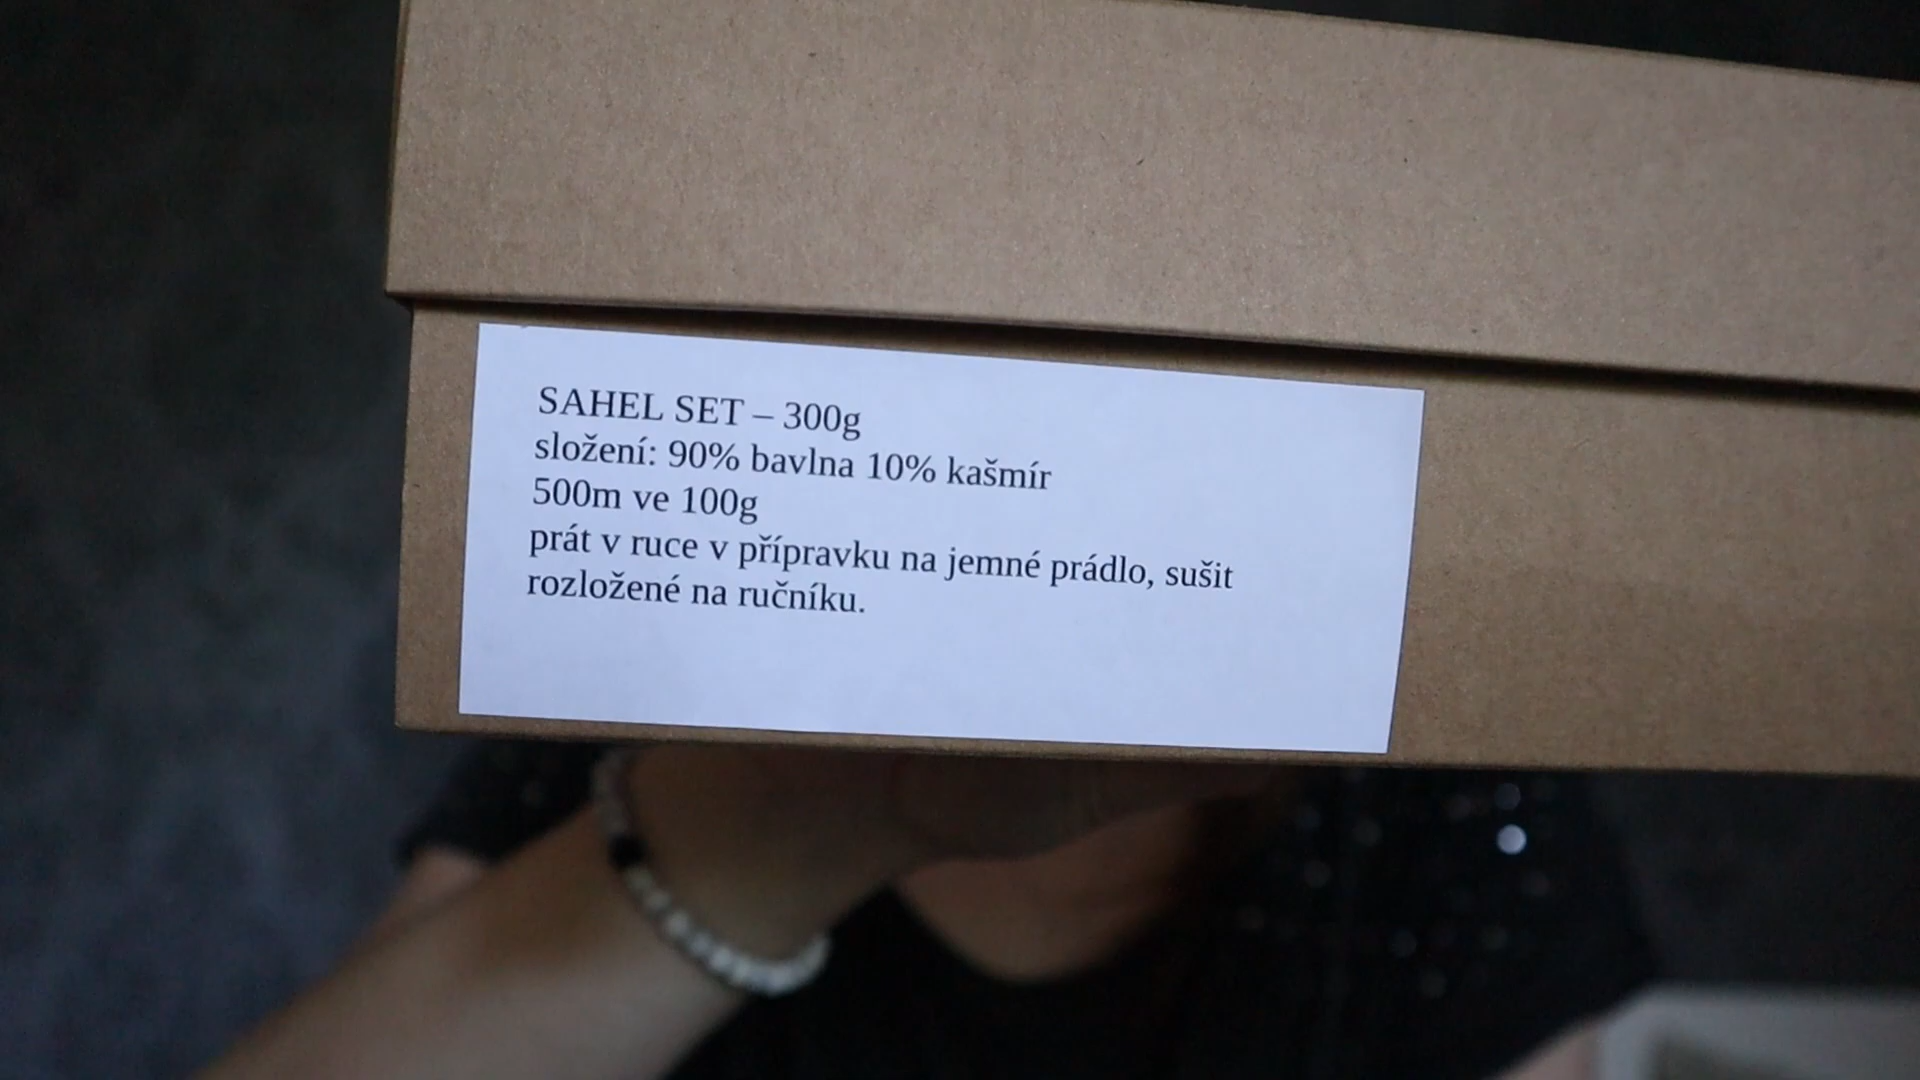 SAHEL SET – 300g
složení: 90% bavlna 10% kašmír
500m ve 100g
prát v ruce v přípravku na jemné prádlo, sušit
rozložené na ručníku.